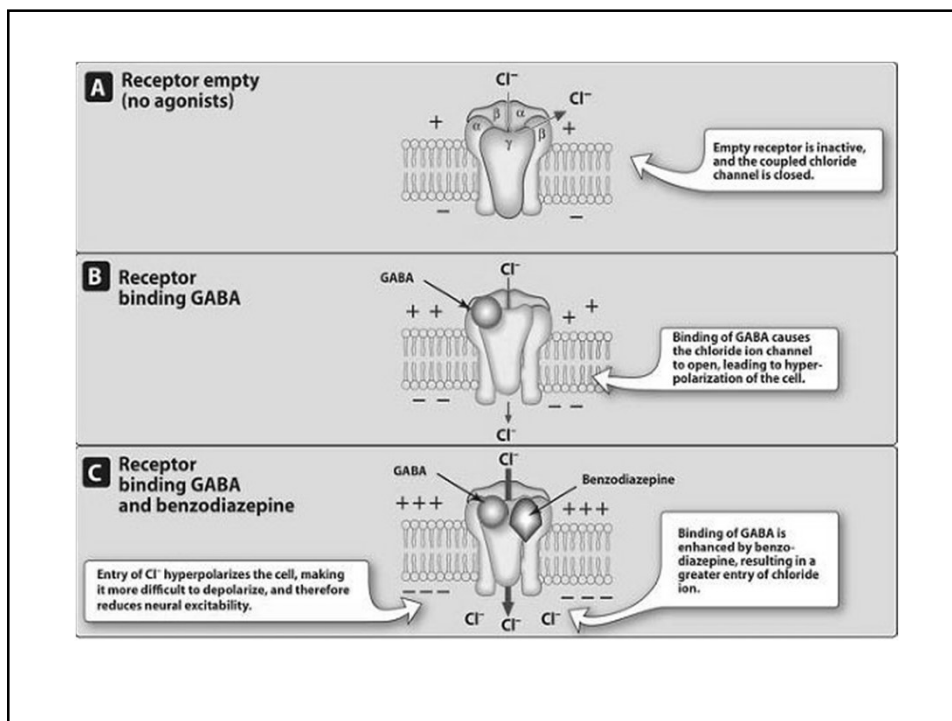 A
Receptor empty
(no agonists)
Cl⁻
Cl⁻
β
α
α
β
γ
+
+
−
−
Empty receptor is inactive,
and the coupled chloride
channel is closed.
B
Receptor
binding GABA
GABA
Cl⁻
+ +
+ +
− −
− −
Cl⁻
Binding of GABA causes
the chloride ion channel
to open, leading to hyper-
polarization of the cell.
C
Receptor
binding GABA
and benzodiazepine
GABA
Cl⁻
Benzodiazepine
+++
+++
Entry of Cl⁻ hyperpolarizes the cell, making
it more difficult to depolarize, and therefore
reduces neural excitability.
−−−
− − −
Cl⁻ Cl⁻ Cl⁻
Binding of GABA is
enhanced by benzo-
diazepine, resulting in a
greater entry of chloride
ion.